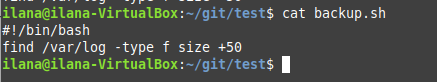 ilana@ilana-VirtualBox:~/git/test$ cat backup.sh
#!/bin/bash
find /var/log -type f size +50
ilana@ilana-VirtualBox:~/git/test$